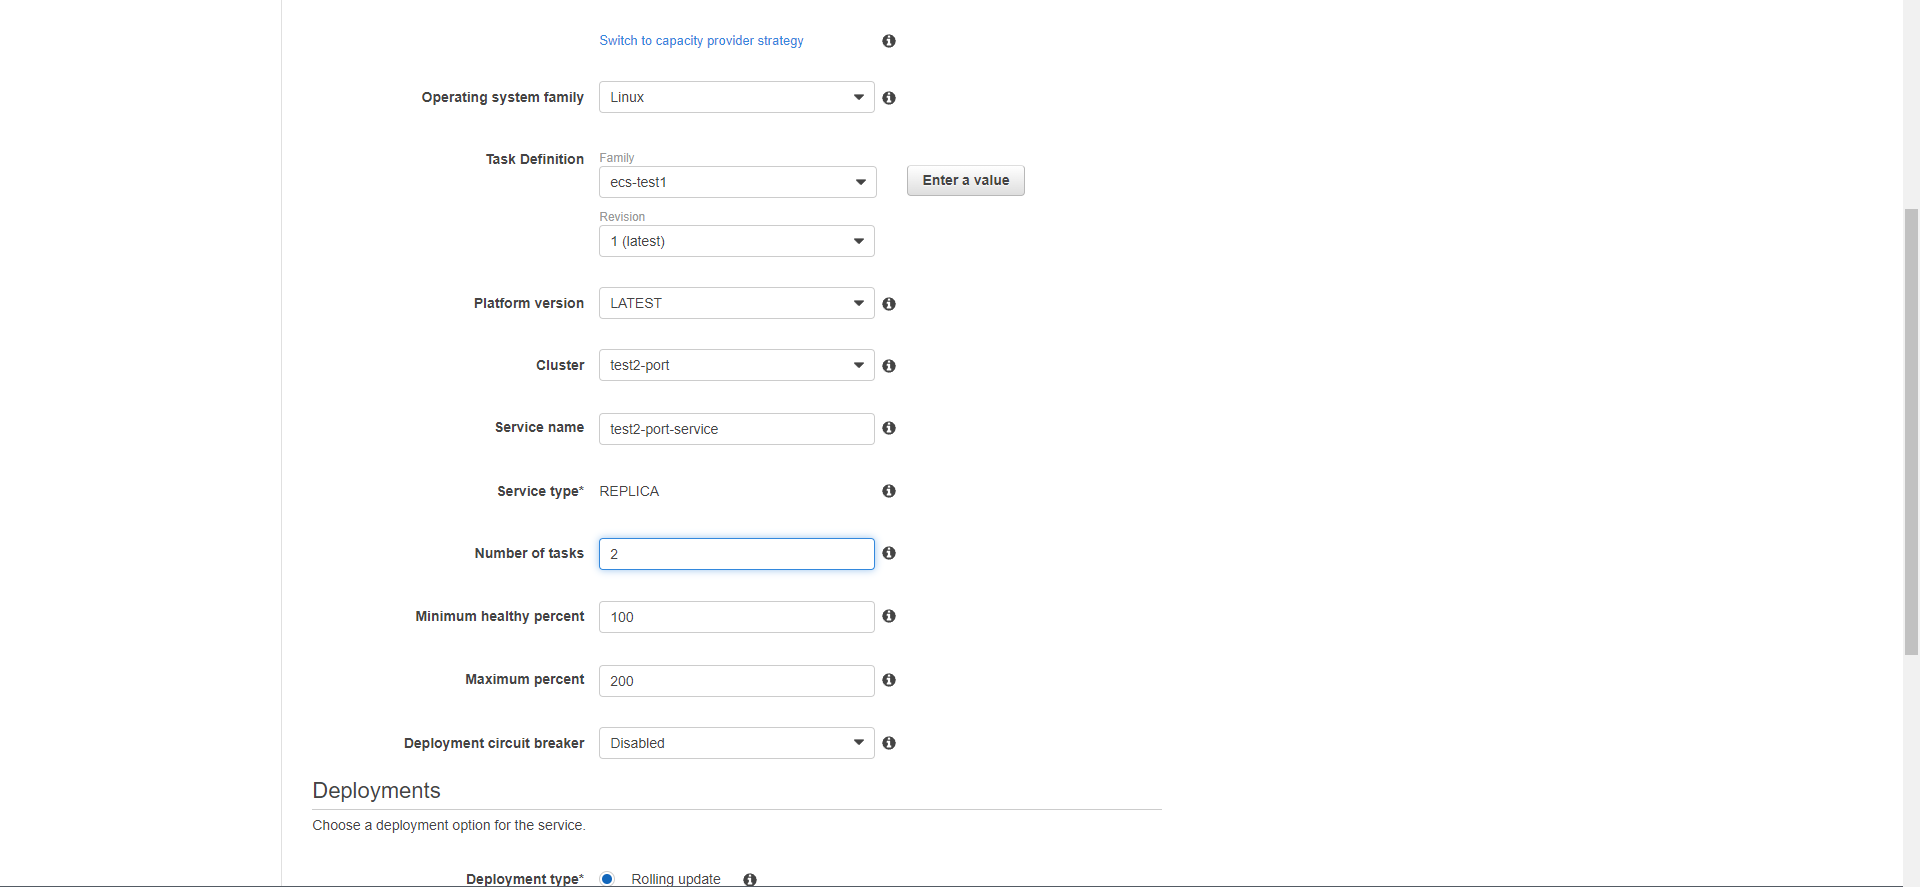 Switch to capacity provider strategy
Operating system family Linux
Task Definition Family
ecs-test1 Enter a value
Revision
1 (latest)
Platform version LATEST
Cluster test2-port
Service name test2-port-service
Service type* REPLICA
Number of tasks 2
Minimum healthy percent 100
Maximum percent 200
Deployment circuit breaker Disabled
Deployments
Choose a deployment option for the service.
Deployment type* Rolling update